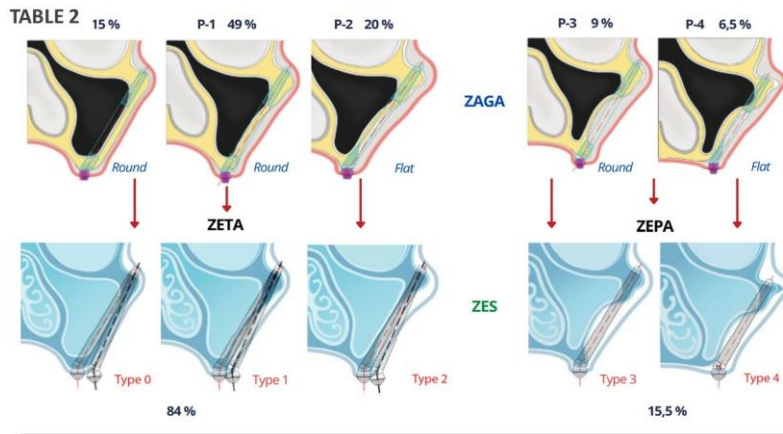 TABLE 2
15 % P-1 49 % P-2 20 % P-3 9 % P-4 6,5 %
ZAGA
Round Round Flat Round Flat
ZETA ZEPA
ZES
Type 0 Type 1 Type 2 Type 3 Type 4
84 % 15,5 %